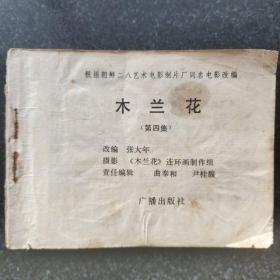 根据朝鲜二八艺术电影制片厂同名电影改编
木兰花
(第四集)
改编 张大年
摄影 《木兰花》连环画制作组
责任编辑 曲泰和 尹桂馥
广播出版社